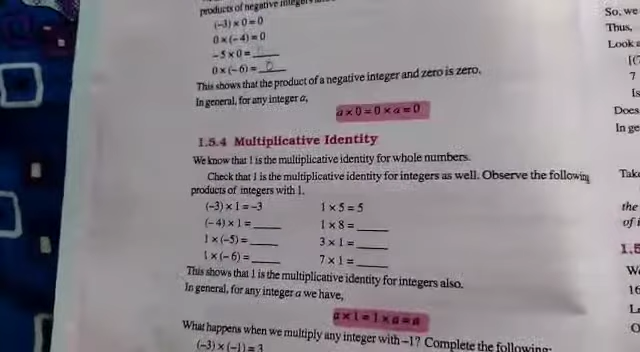 products of negative
(-3) × 0 = 0
0 × (-4) = 0
-5 × 0 = 0
0 × (-6) = 0
This shows that the product of a negative integer and zero is zero.
In general, for any integer a,
a × 0 = 0 × a = 0
1.5.4 Multiplicative Identity
We know that 1 is the multiplicative identity for whole numbers.
Check that 1 is the multiplicative identity for integers as well. Observe the following
products of integers with 1.
(-3) × 1 = -3 1 × 5 = 5
(-4) × 1 = ____ 1 × 8 = ____
1 × (-5) = ____ 3 × 1 = ____
1 × (-6) = ____ 7 × 1 = ____
This shows that 1 is the multiplicative identity for integers also.
In general, for any integer a we have,
a × 1 = 1 × a = a
What happens when we multiply any integer with -1? Complete the following:
(-3) × (-1) = 3
So, we
Thus,
Look
7
Is
Does
In ge
Take
the
of
1.5
We
16